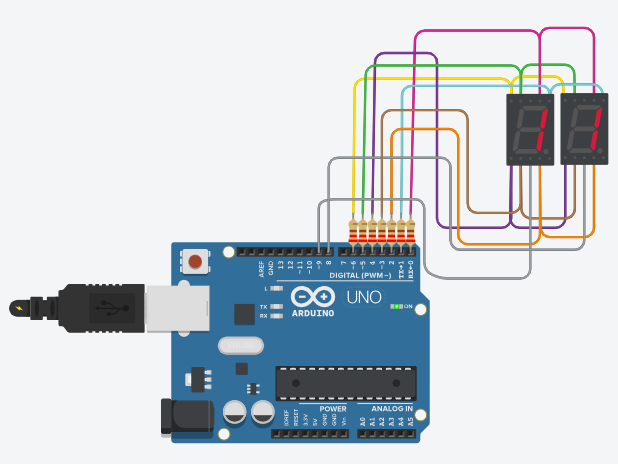 AREF
GND
13
12
~11
~10
~9
8
7
~6
~5
4
~3
2
TX→1
RX←0
DIGITAL (PWM ~)
L
TX
RX
UNO
ARDUINO
ON
POWER
ANALOG IN
IOREF
RESET
3.3V
5V
GND
GND
Vin
A0
A1
A2
A3
A4
A5